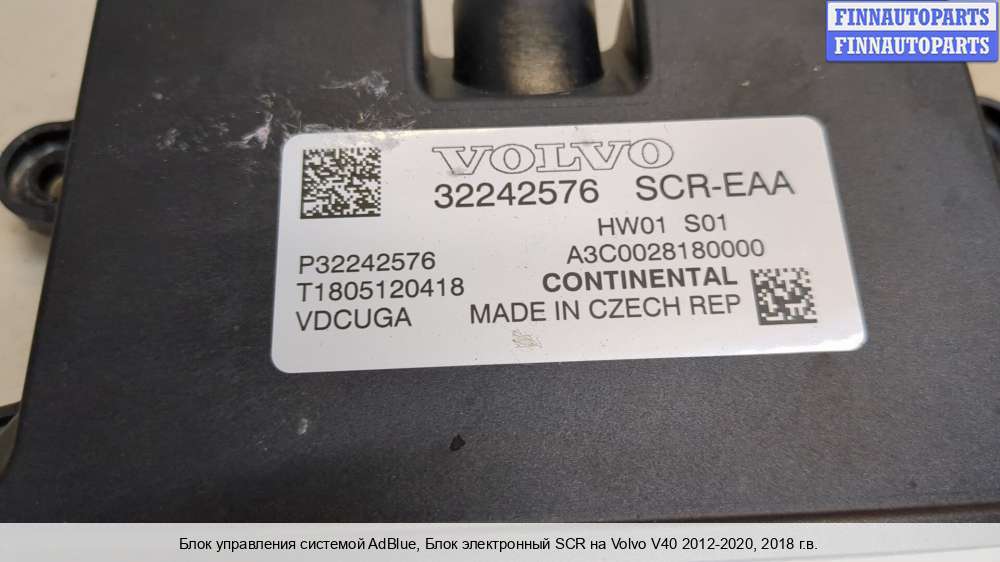 FINNAUTOPARTS
FINNAUTOPARTS
VOLVO
32242576 SCR-EAA
HW01 S01
P32242576 A3C0028180000
T1805120418 CONTINENTAL
VDCUGA MADE IN CZECH REP
Блок управления системой AdBlue, Блок электронный SCR на Volvo V40 2012-2020, 2018 г.в.